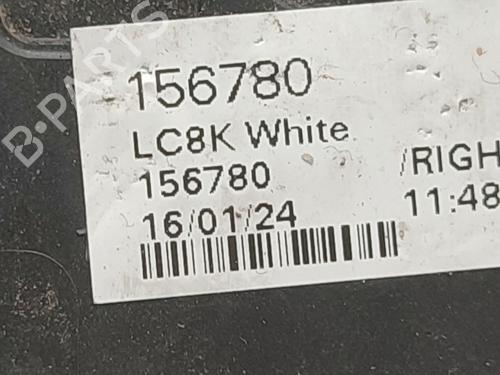 156780
LC8K White
156780 /RIGH
16/01/24 11:48
B-PARTS